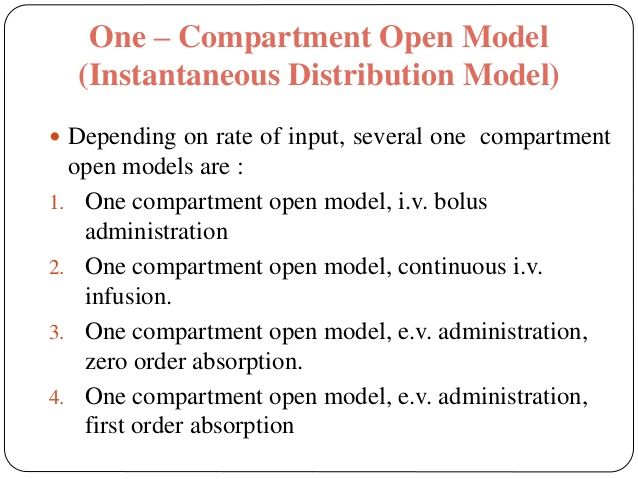 One – Compartment Open Model
(Instantaneous Distribution Model)
• Depending on rate of input, several one compartment
open models are :
1. One compartment open model, i.v. bolus
administration
2. One compartment open model, continuous i.v.
infusion.
3. One compartment open model, e.v. administration,
zero order absorption.
4. One compartment open model, e.v. administration,
first order absorption